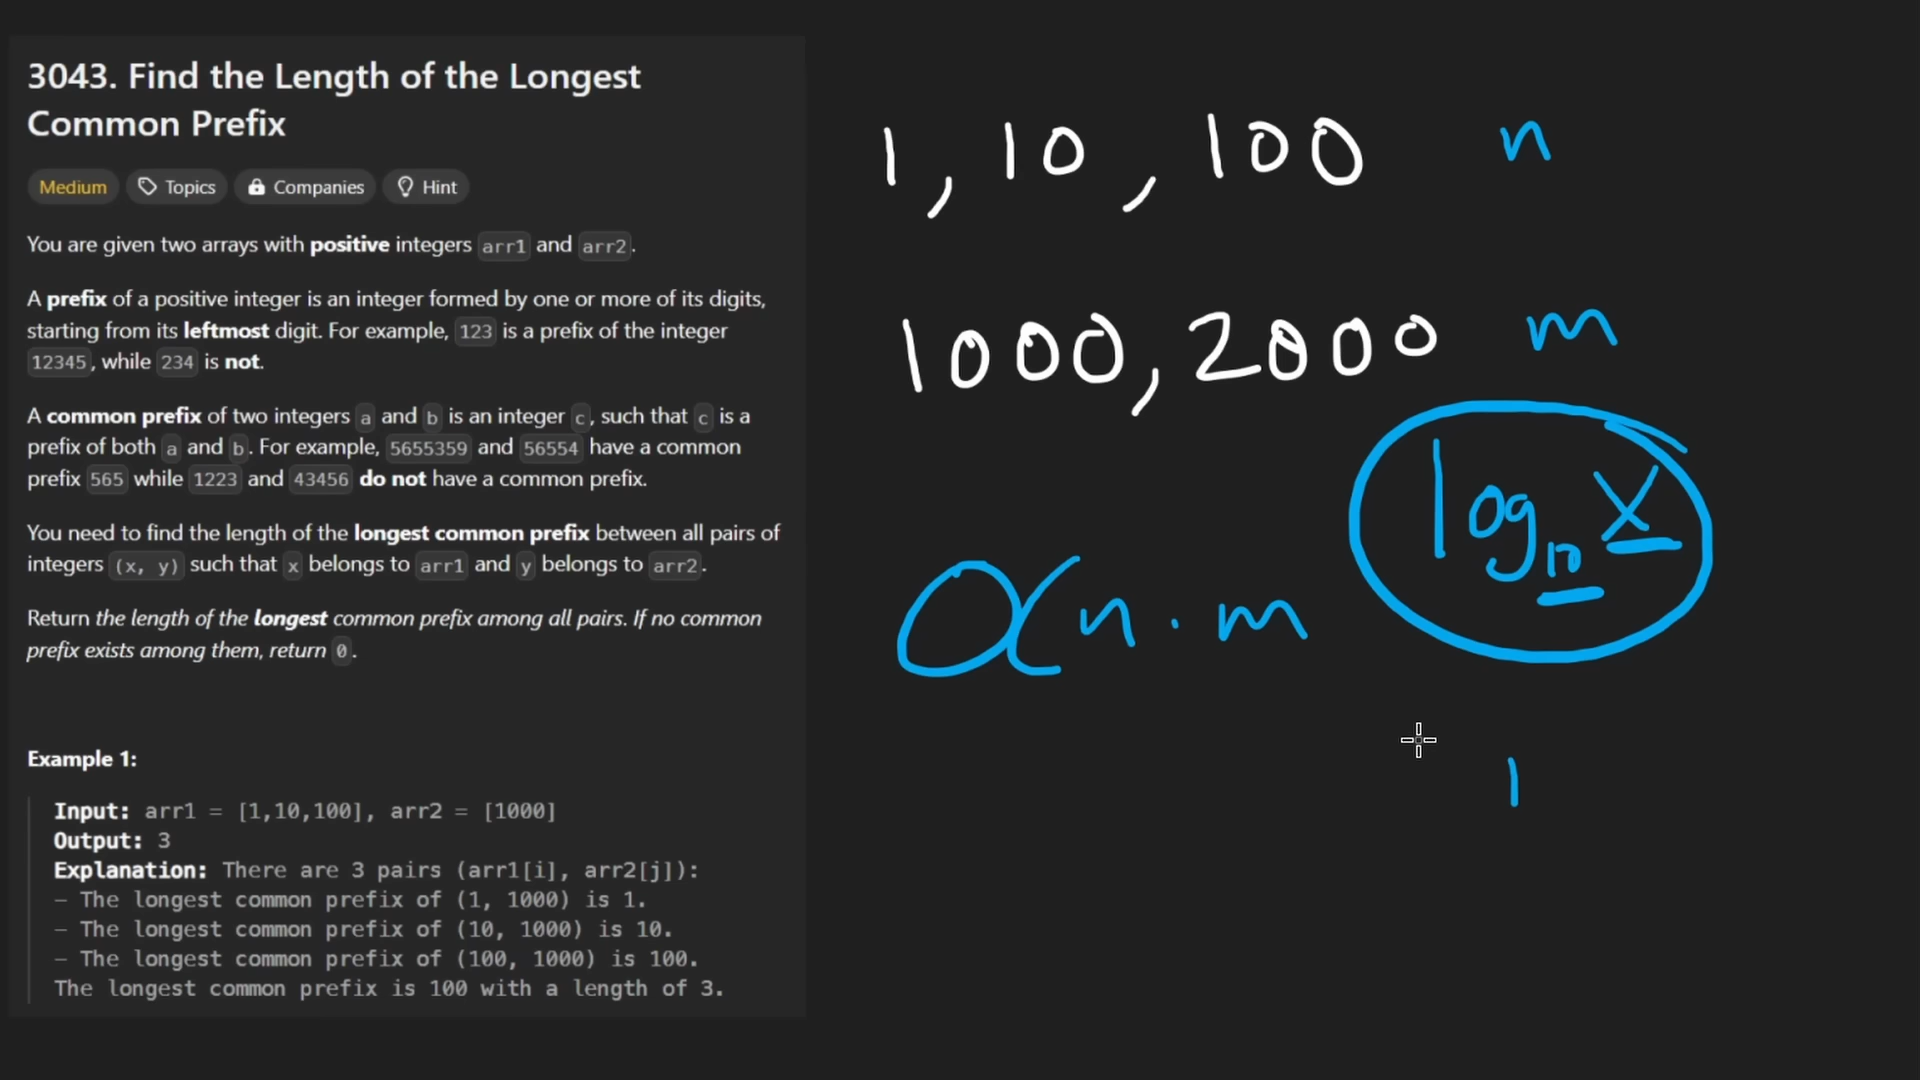 3043. Find the Length of the Longest
Common Prefix
Medium Topics Companies Hint
You are given two arrays with positive integers arr1 and arr2.
A prefix of a positive integer is an integer formed by one or more of its digits,
starting from its leftmost digit. For example, 123 is a prefix of the integer
12345, while 234 is not.
A common prefix of two integers a and b is an integer c, such that c is a
prefix of both a and b. For example, 5655359 and 56554 have a common
prefix 565 while 1223 and 43456 do not have a common prefix.
You need to find the length of the longest common prefix between all pairs of
integers (x, y) such that x belongs to arr1 and y belongs to arr2.
Return the length of the longest common prefix among all pairs. If no common
prefix exists among them, return 0.
Example 1:
Input: arr1 = [1,10,100], arr2 = [1000]
Output: 3
Explanation: There are 3 pairs (arr1[i], arr2[j]):
- The longest common prefix of (1, 1000) is 1.
- The longest common prefix of (10, 1000) is 10.
- The longest common prefix of (100, 1000) is 100.
The longest common prefix is 100 with a length of 3.
1, 10, 100 n
1000, 2000 m
log10 x
O(n · m
1